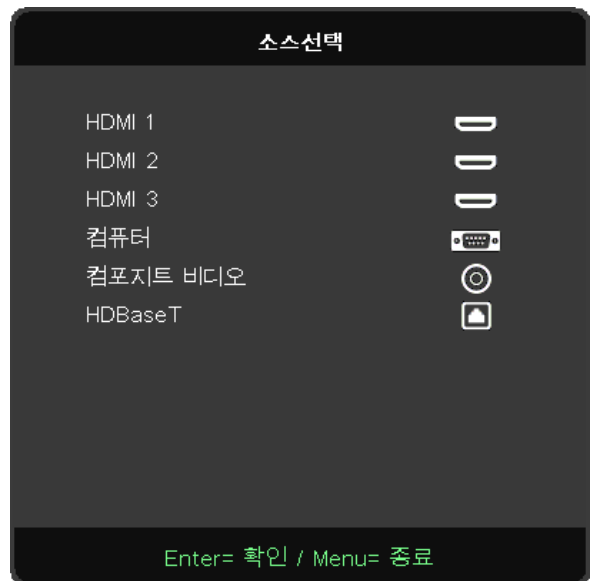 소스선택
HDMI 1
HDMI 2
HDMI 3
컴퓨터
컴포지트 비디오
HDBaseT
Enter= 확인 / Menu= 종료